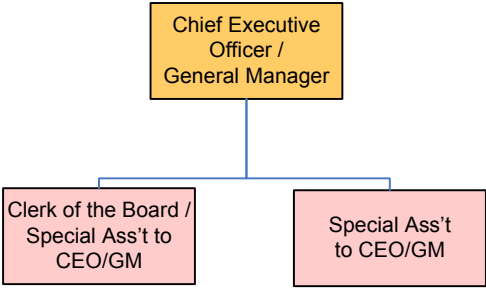 Chief Executive
Officer /
General Manager
Clerk of the Board /
Special Ass’t to
CEO/GM
Special Ass’t
to CEO/GM